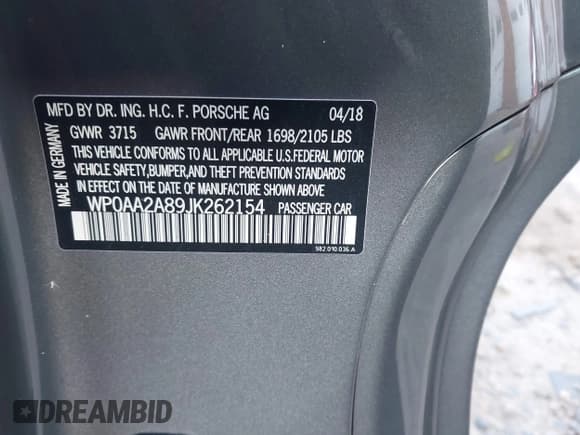 MFD BY DR. ING. H.C. F. PORSCHE AG 04/18
GVWR 3715 GAWR FRONT/REAR 1698/2105 LBS
THIS VEHICLE CONFORMS TO ALL APPLICABLE U.S.FEDERAL MOTOR
VEHICLE SAFETY,BUMPER,AND THEFT PREVENTION STANDARDS
IN EFFECT ON THE DATE OF MANUFACTURE SHOWN ABOVE.
WP0AA2A89JK262154 PASSENGER CAR
MADE IN GERMANY
982.010.036 A
DREAMBID